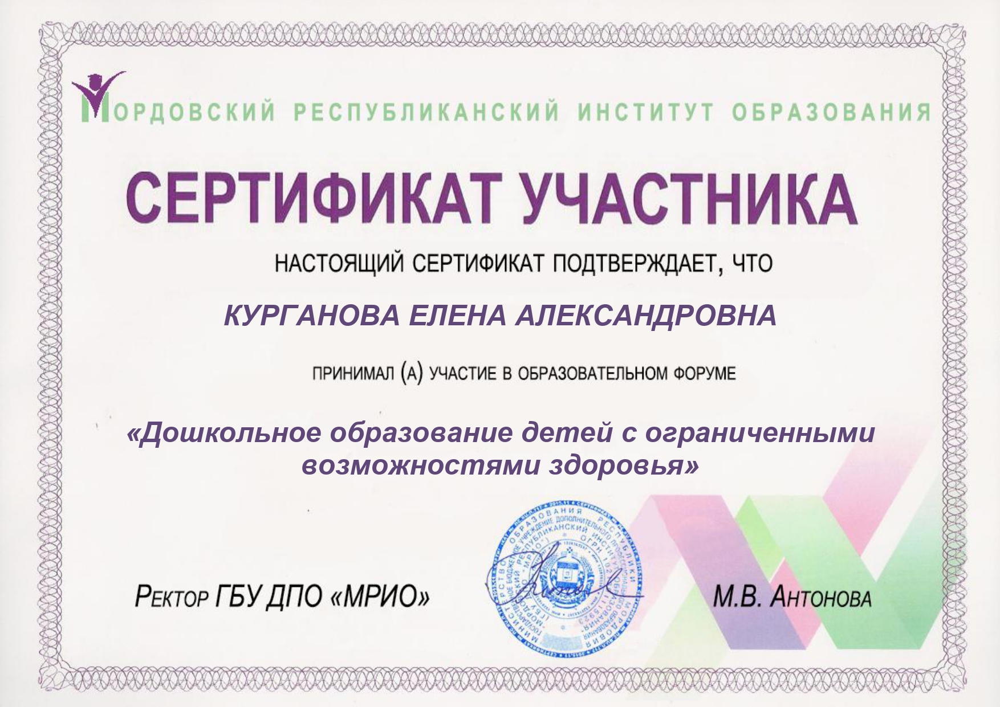 МОРДОВСКИЙ РЕСПУБЛИКАНСКИЙ ИНСТИТУТ ОБРАЗОВАНИЯ
СЕРТИФИКАТ УЧАСТНИКА
НАСТОЯЩИЙ СЕРТИФИКАТ ПОДТВЕРЖДАЕТ, ЧТО
КУРГАНОВА ЕЛЕНА АЛЕКСАНДРОВНА
ПРИНИМАЛ (А) УЧАСТИЕ В ОБРАЗОВАТЕЛЬНОМ ФОРУМЕ
«Дошкольное образование детей с ограниченными
возможностями здоровья»
РЕКТОР ГБУ ДПО «МРИО»
М.В. АНТОНОВА